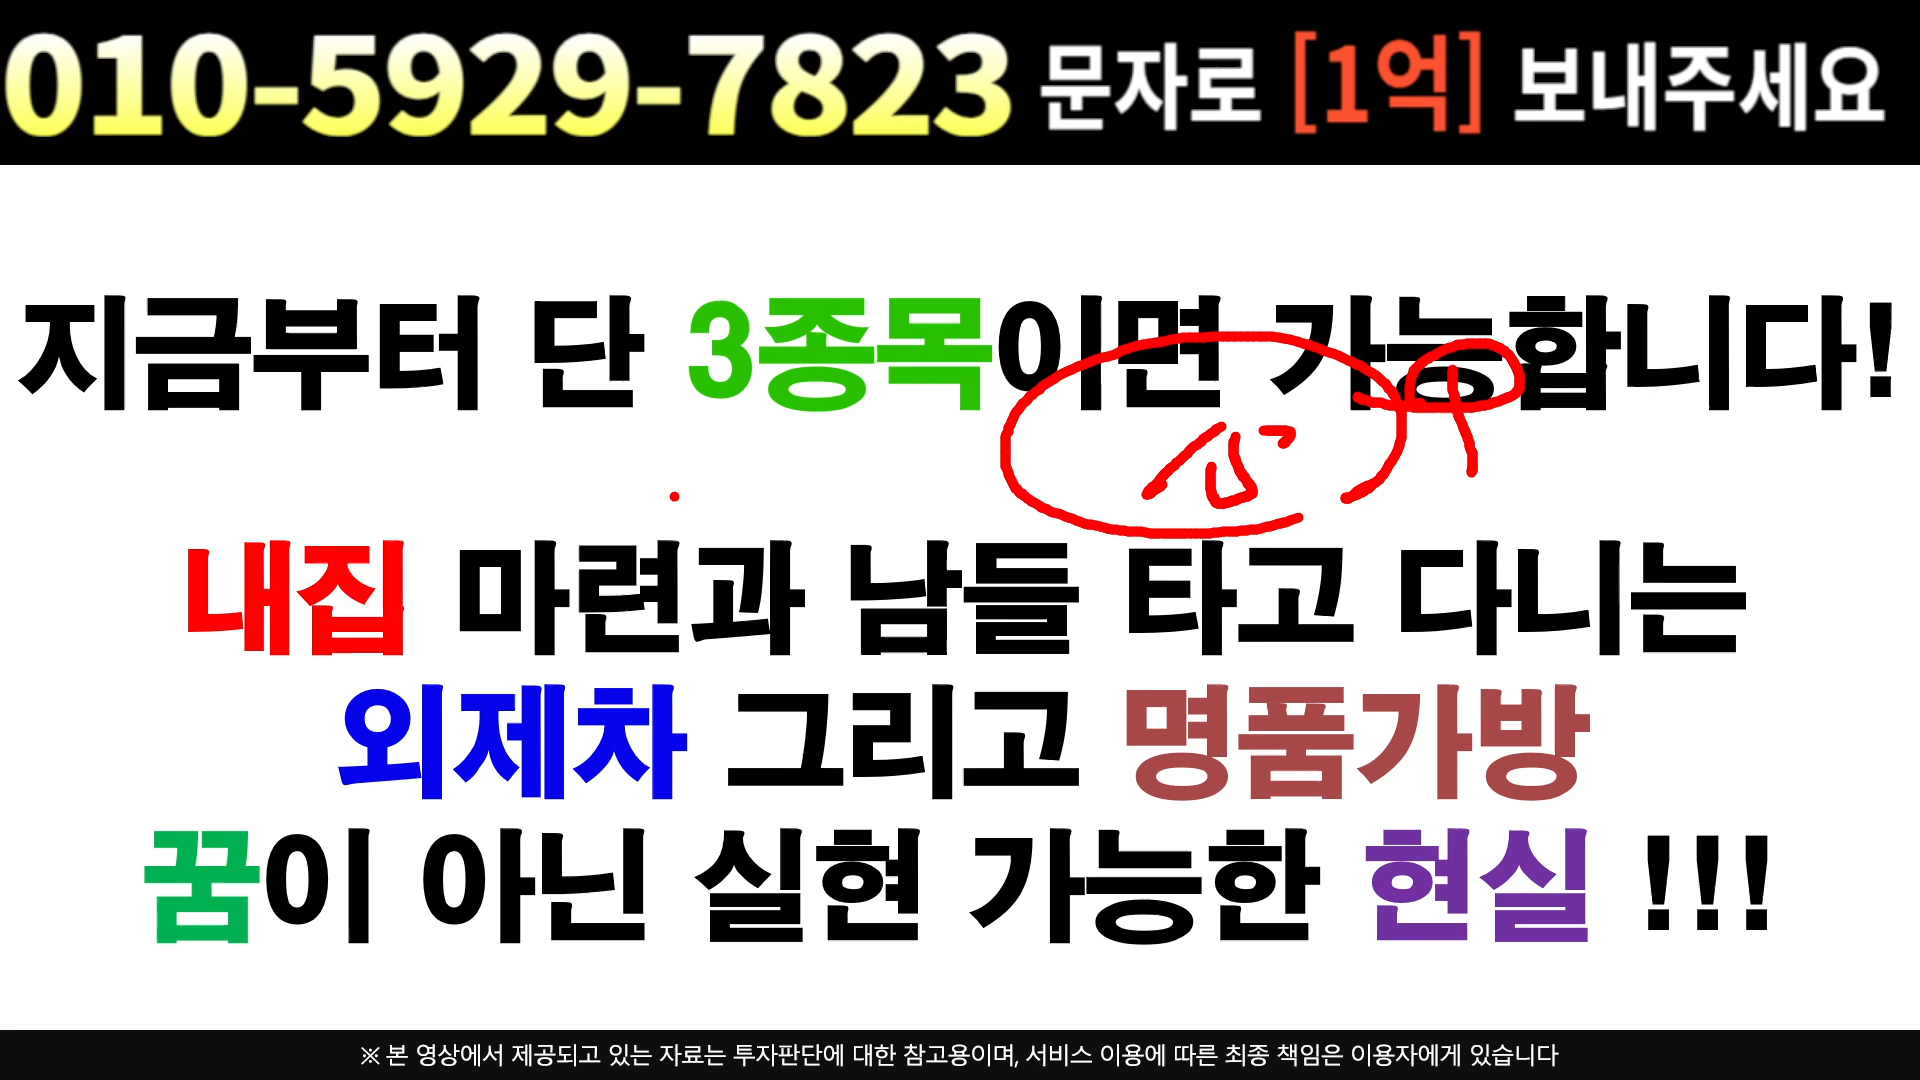 010-5929-7823 문자로 [1억] 보내주세요
지금부터 단 3종목이면 가능합니다!
내집 마련과 남들 타고 다니는
외제차 그리고 명품가방
꿈이 아닌 실현 가능한 현실 !!!
※ 본 영상에서 제공되고 있는 자료는 투자판단에 대한 참고용이며, 서비스 이용에 따른 최종 책임은 이용자에게 있습니다